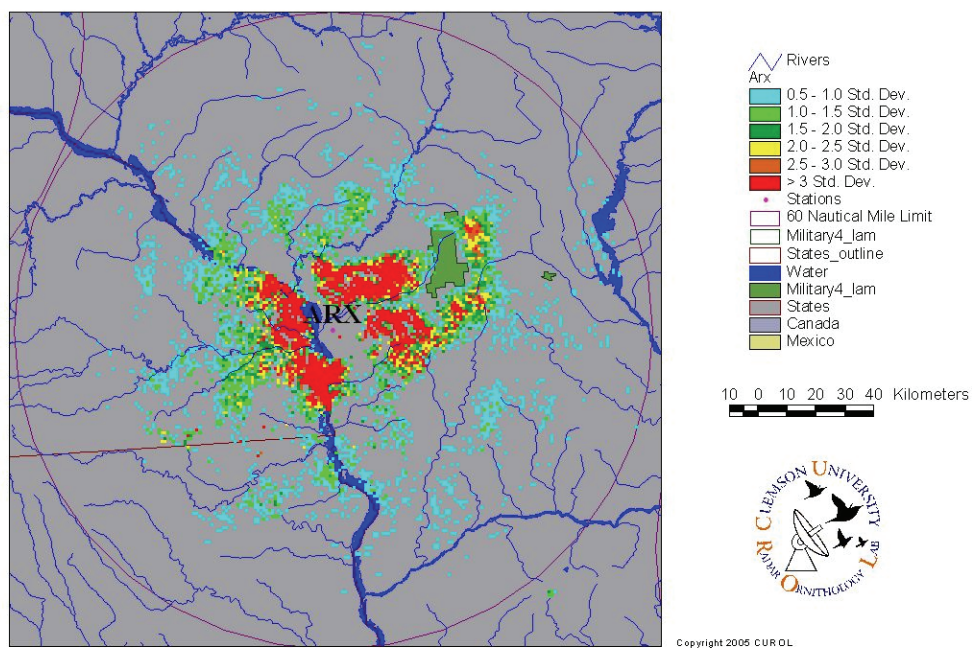 ARX
Rivers
Arx
0.5 - 1.0 Std. Dev.
1.0 - 1.5 Std. Dev.
1.5 - 2.0 Std. Dev.
2.0 - 2.5 Std. Dev.
2.5 - 3.0 Std. Dev.
> 3 Std. Dev.
Stations
60 Nautical Mile Limit
Military4_lam
States_outline
Water
Military4_lam
States
Canada
Mexico
10 0 10 20 30 40 Kilometers
CLEMSON UNIVERSITY
RADAR ORNITHOLOGY LAB
Copyright 2005 CUROL